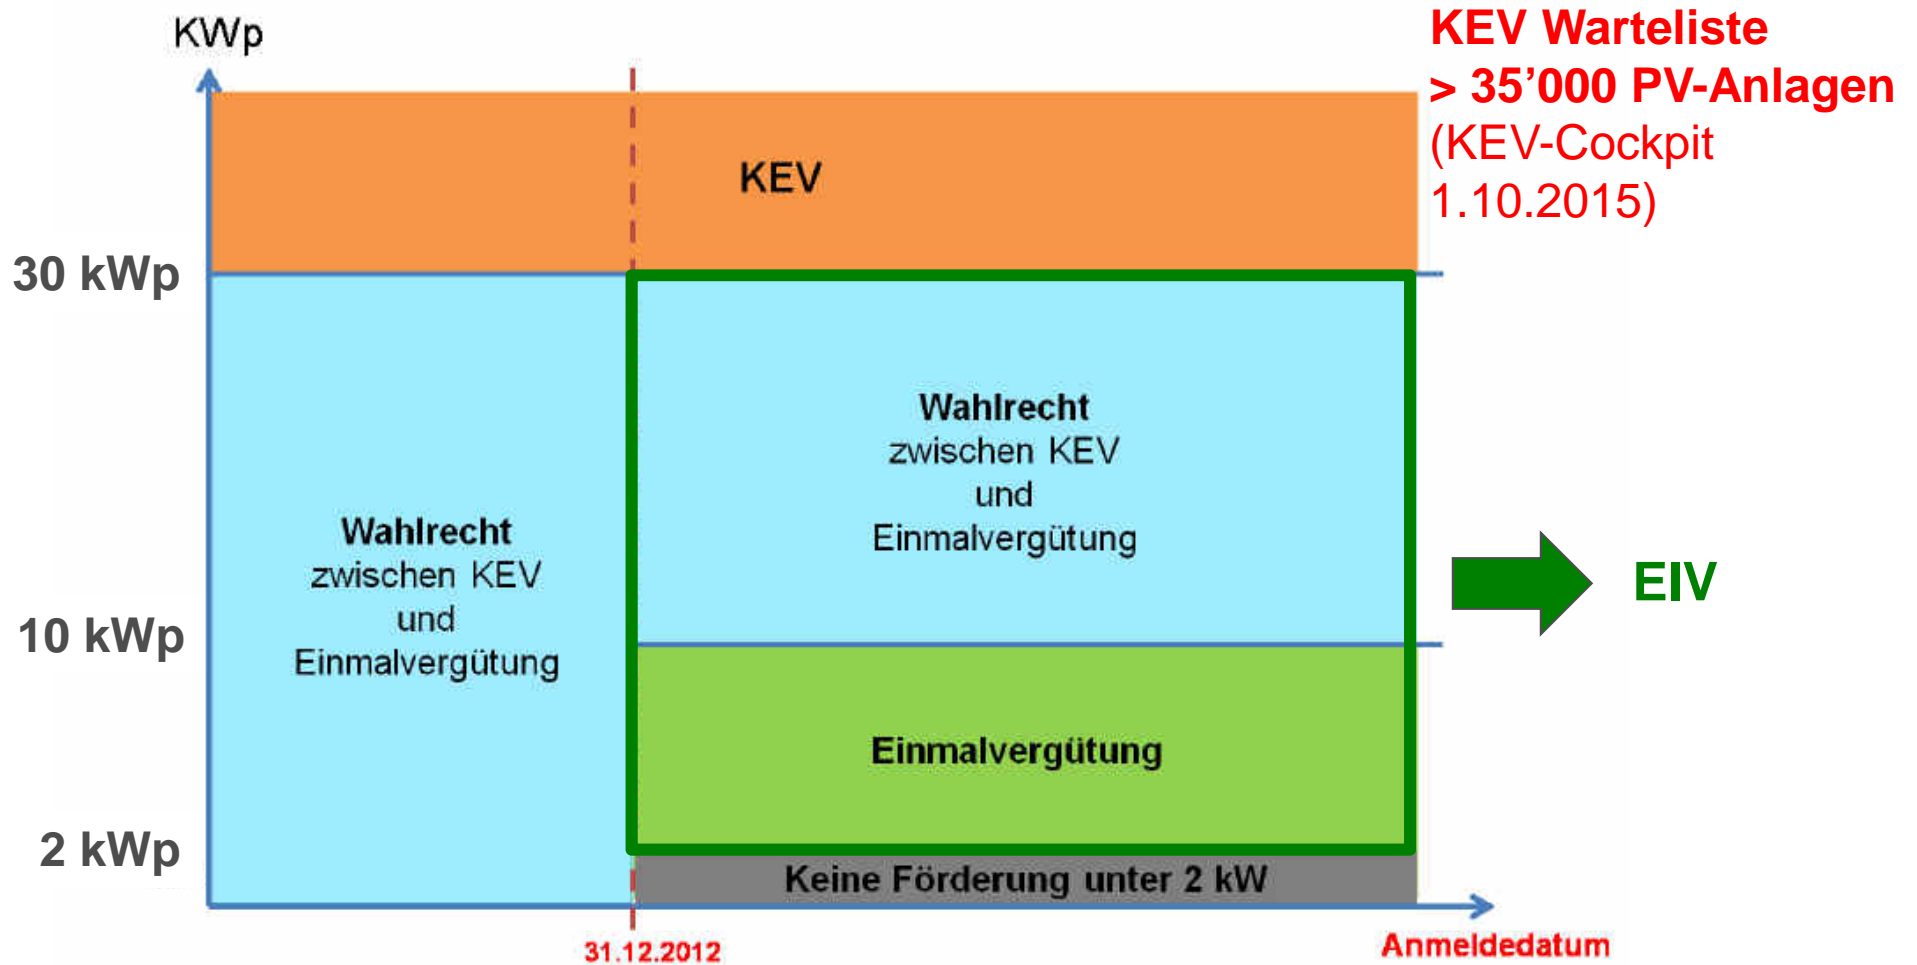 KWp
KEV Warteliste
> 35’000 PV-Anlagen
(KEV-Cockpit
1.10.2015)
KEV
30 kWp
Wahlrecht
zwischen KEV
und
Einmalvergütung
Wahlrecht
zwischen KEV
und
Einmalvergütung
EIV
10 kWp
Einmalvergütung
2 kWp
Keine Förderung unter 2 kW
31.12.2012
Anmeldedatum